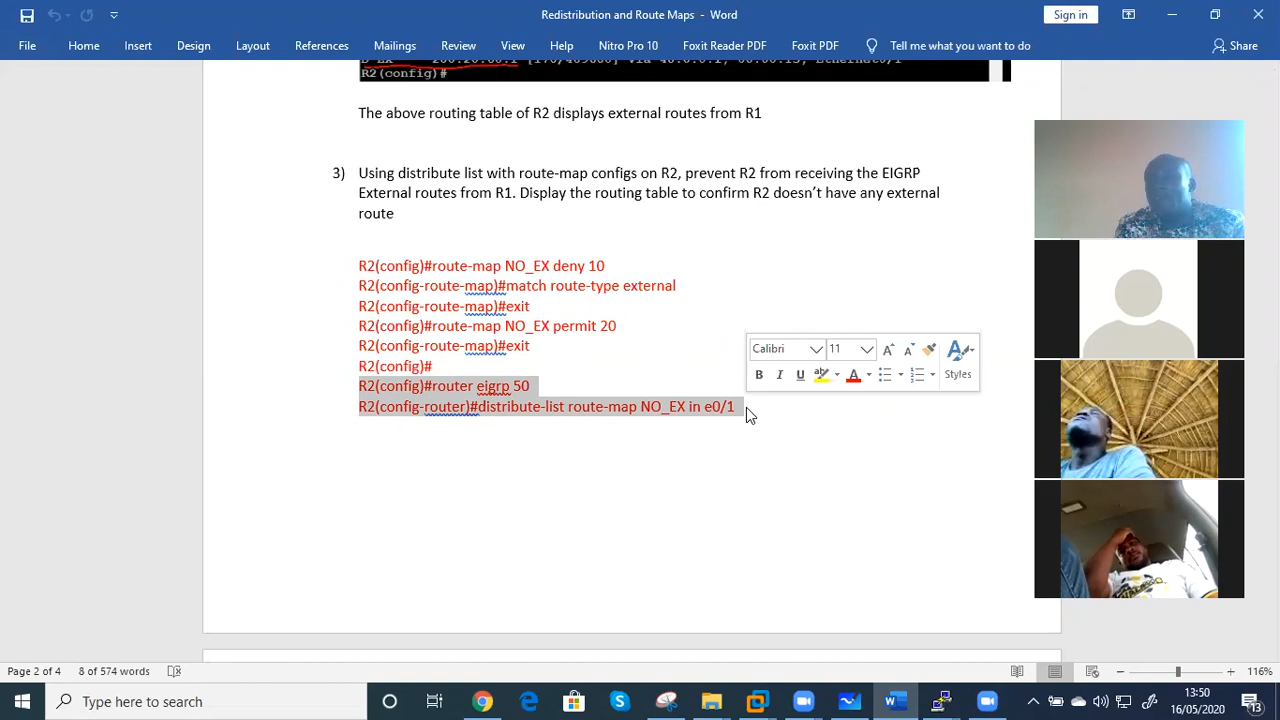 Redistribution and Route Maps - Word
Sign in
File Home Insert Design Layout References Mailings Review View Help Nitro Pro 10 Foxit Reader PDF Foxit PDF Tell me what you want to do Share
R2(config)#
The above routing table of R2 displays external routes from R1
3) Using distribute list with route-map configs on R2, prevent R2 from receiving the EIGRP
External routes from R1. Display the routing table to confirm R2 doesn't have any external
route
R2(config)#route-map NO_EX deny 10
R2(config-route-map)#match route-type external
R2(config-route-map)#exit
R2(config)#route-map NO_EX permit 20
R2(config-route-map)#exit
R2(config)#
R2(config)#router eigrp 50
R2(config-router)#distribute-list route-map NO_EX in e0/1
Calibri 11
Styles
Page 2 of 4 8 of 574 words 116%
Type here to search
13:50
16/05/2020
13